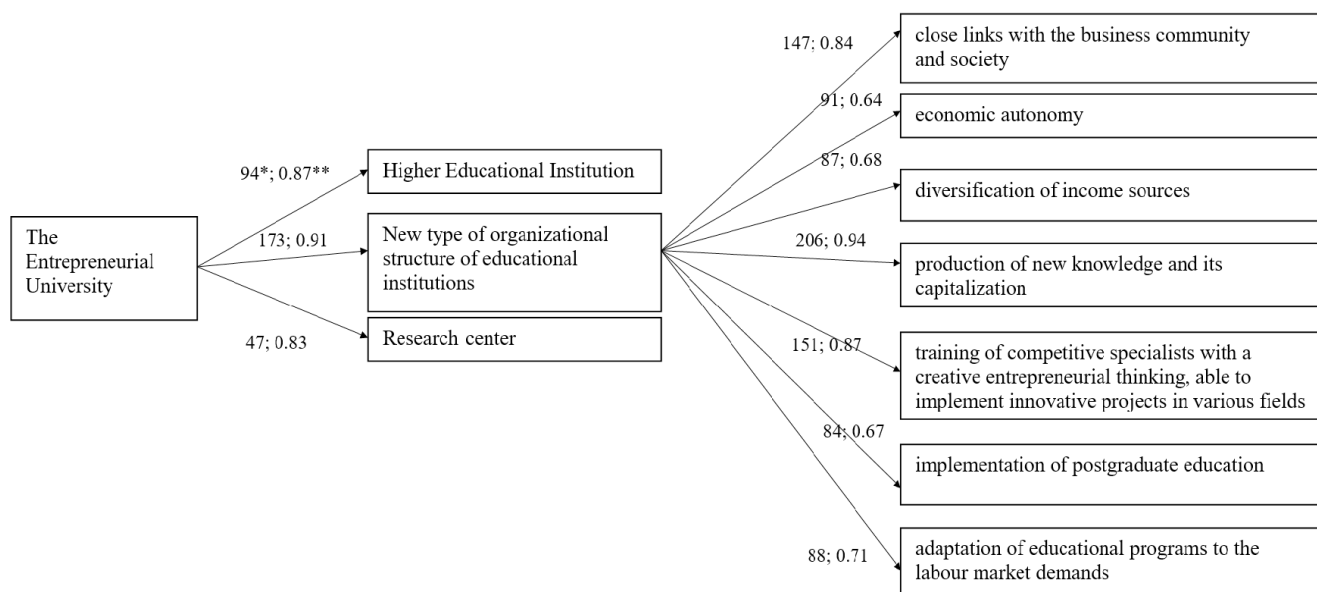 The
Entrepreneurial
University
94*; 0.87**
173; 0.91
47; 0.83
Higher Educational Institution
New type of organizational
structure of educational
institutions
Research center
147; 0.84
91; 0.64
87; 0.68
206; 0.94
151; 0.87
84; 0.67
88; 0.71
close links with the business community
and society
economic autonomy
diversification of income sources
production of new knowledge and its
capitalization
training of competitive specialists with a
creative entrepreneurial thinking, able to
implement innovative projects in various fields
implementation of postgraduate education
adaptation of educational programs to the
labour market demands